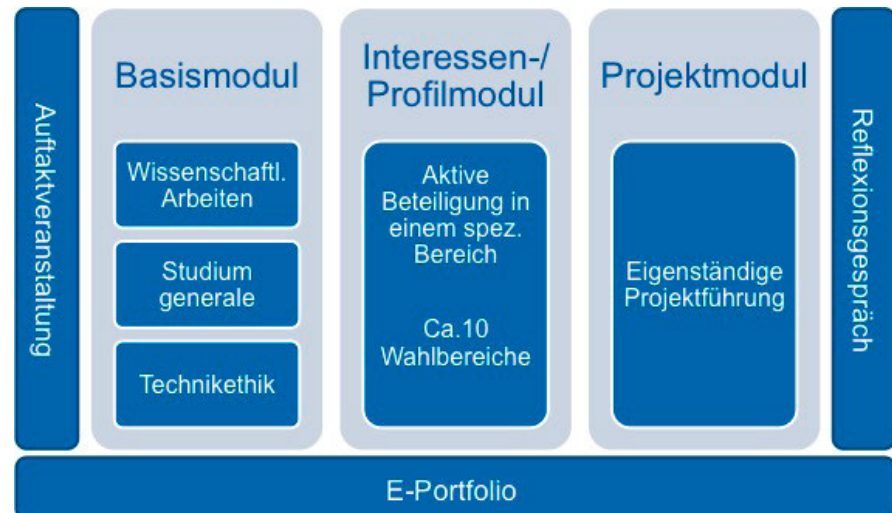 Auftaktveranstaltung
Basismodul
Wissenschaftl.
Arbeiten
Studium
generale
Technikethik
Interessen-/
Profilmodul
Aktive
Beteiligung in
einem spez.
Bereich
Ca.10
Wahlbereiche
Projektmodul
Eigenständige
Projektführung
Reflexionsgespräch
E-Portfolio